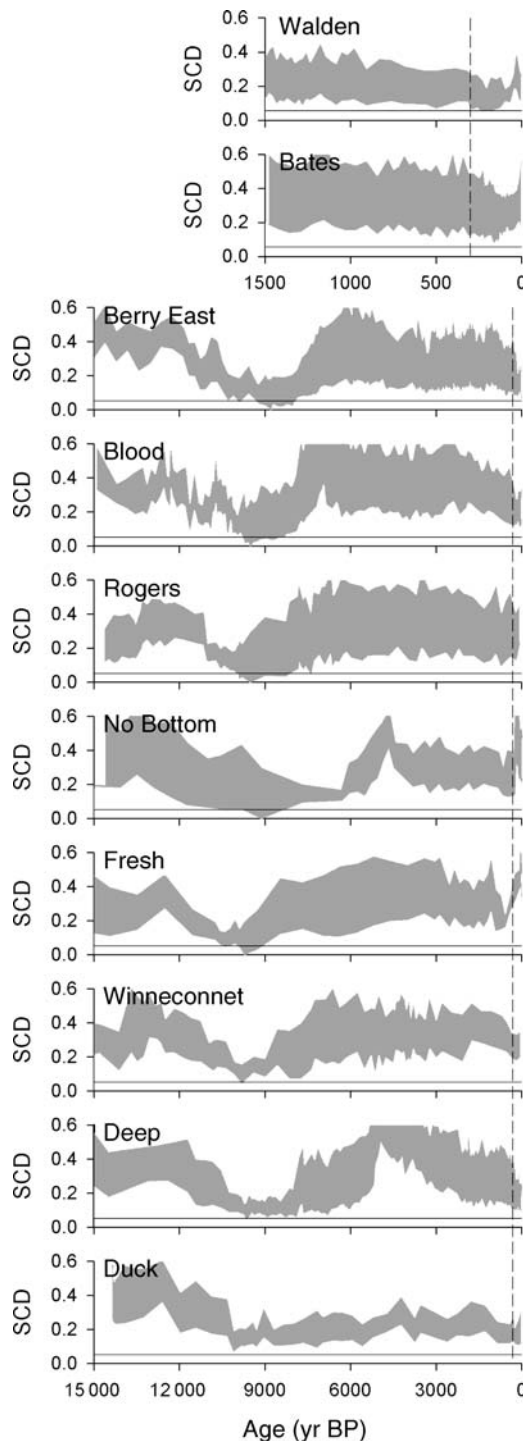 Walden
SCD
0.6
0.4
0.2
0.0
Bates
SCD
0.6
0.4
0.2
0.0
1500 1000 500 0
Berry East
SCD
0.6
0.4
0.2
0.0
Blood
SCD
0.6
0.4
0.2
0.0
Rogers
SCD
0.6
0.4
0.2
0.0
No Bottom
SCD
0.6
0.4
0.2
0.0
Fresh
SCD
0.6
0.4
0.2
0.0
Winneconnet
SCD
0.6
0.4
0.2
0.0
Deep
SCD
0.6
0.4
0.2
0.0
Duck
SCD
0.6
0.4
0.2
0.0
15 000 12 000 9000 6000 3000 0
Age (yr BP)